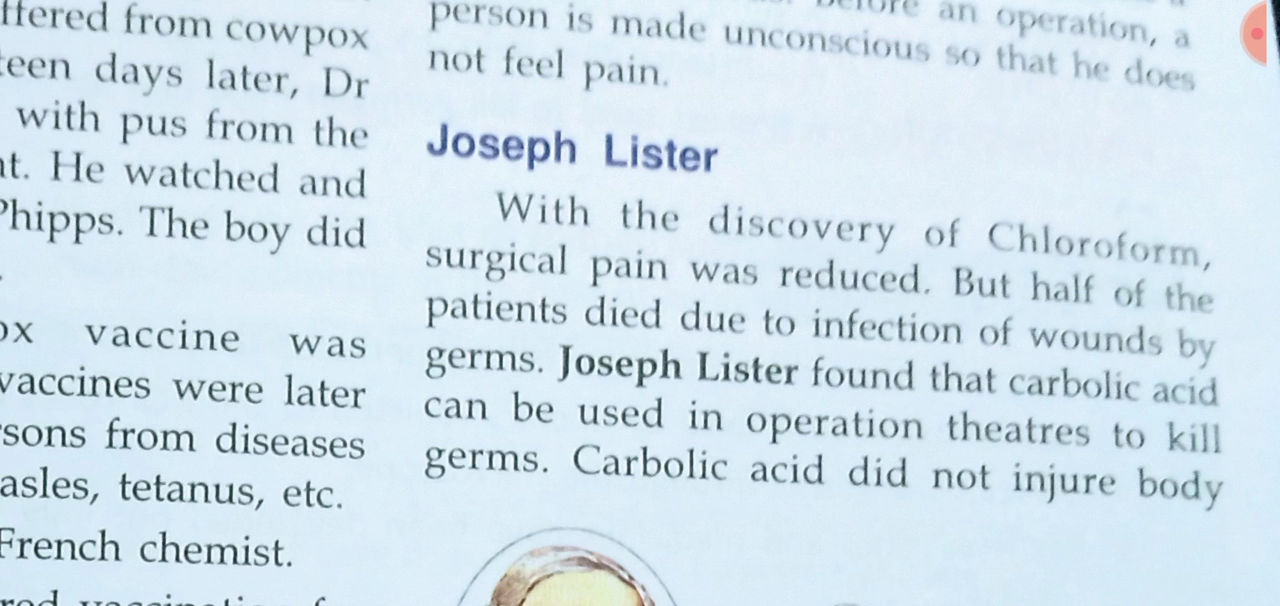 ffered from cowpox
een days later, Dr
with pus from the
t. He watched and
Phipps. The boy did
vaccine was
vaccines were later
sons from diseases
asles, tetanus, etc.
French chemist.
an operation, a
person is made unconscious so that he does
not feel pain.
Joseph Lister
With the discovery of Chloroform,
surgical pain was reduced. But half of the
patients died due to infection of wounds by
germs. Joseph Lister found that carbolic acid
can be used in operation theatres to kill
germs. Carbolic acid did not injure body